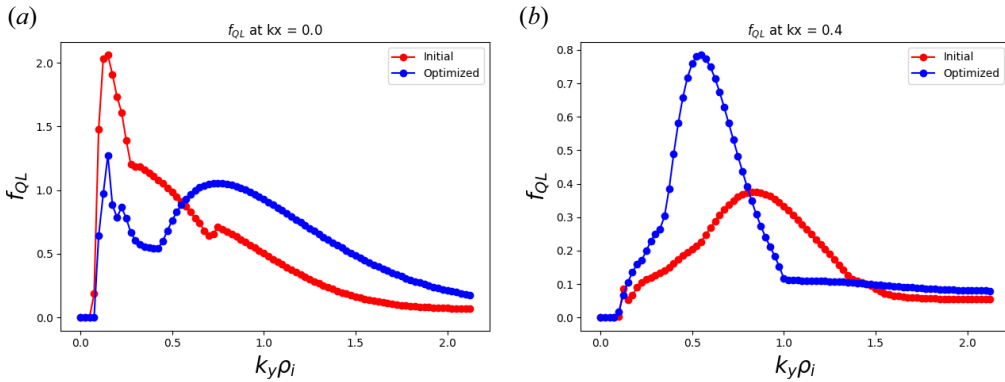 (a)
f_QL at kx = 0.0
Initial
Optimized
2.0
1.5
1.0
0.5
0.0
f_QL
0.0 0.5 1.0 1.5 2.0
k_yρ_i
(b)
f_QL at kx = 0.4
Initial
Optimized
0.8
0.7
0.6
0.5
0.4
0.3
0.2
0.1
0.0
f_QL
0.0 0.5 1.0 1.5 2.0
k_yρ_i